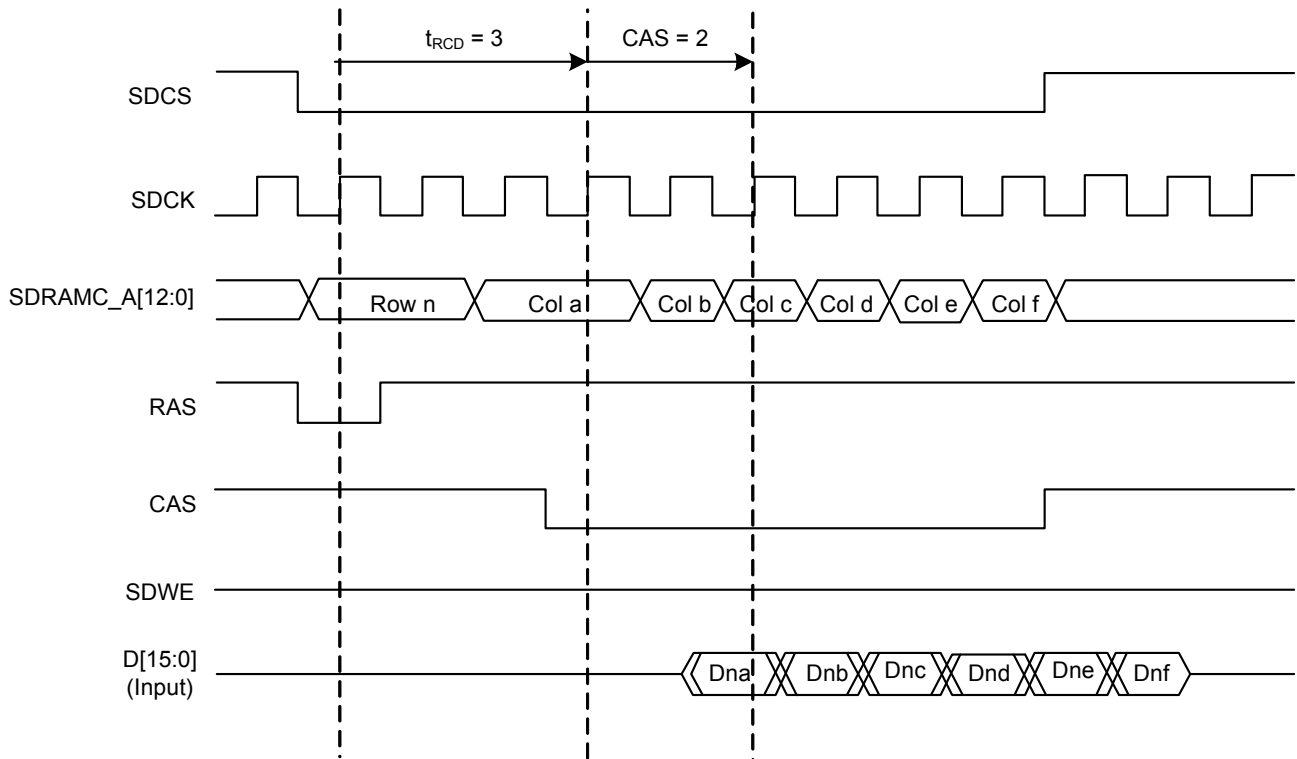 tRCD = 3
CAS = 2
SDCS
SDCK
SDRAMC_A[12:0]
Row n
Col a
Col b
Col c
Col d
Col e
Col f
RAS
CAS
SDWE
D[15:0]
(Input)
Dna
Dnb
Dnc
Dnd
Dne
Dnf